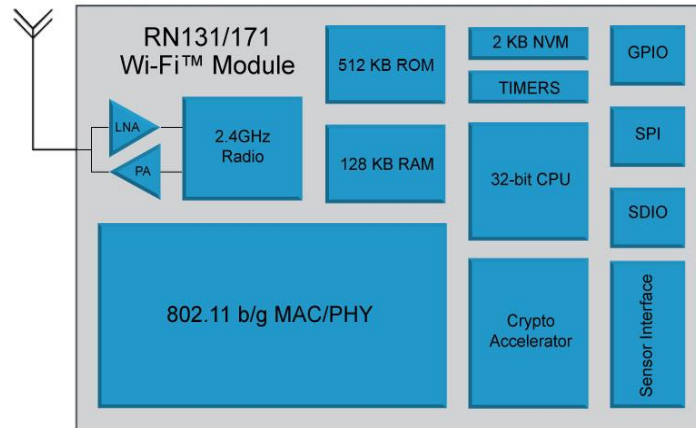 RN131/171
Wi-Fi™ Module
LNA
PA
2.4GHz
Radio
512 KB ROM
128 KB RAM
2 KB NVM
TIMERS
32-bit CPU
GPIO
SPI
SDIO
802.11 b/g MAC/PHY
Crypto
Accelerator
Sensor Interface